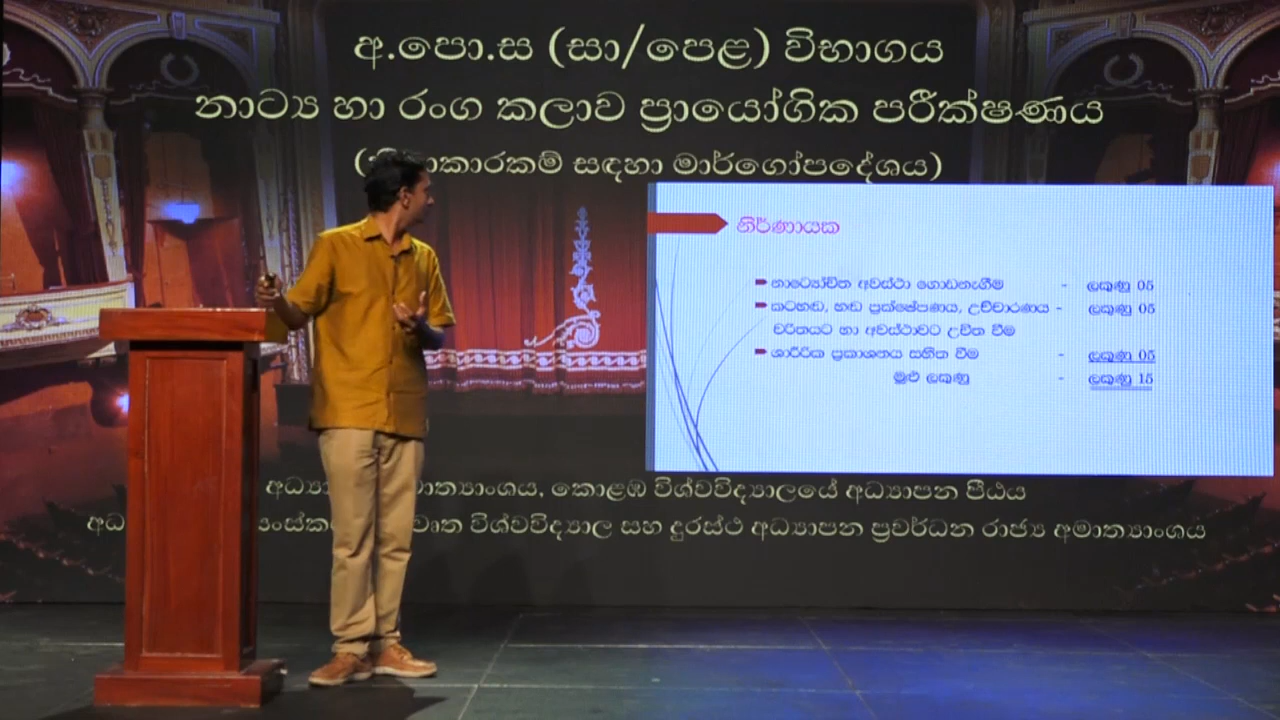 අ.පො.ස (සා/පෙළ) විභාගය
නාට්‍ය හා රංග කලාව ප්‍රායෝගික පරීක්ෂණය
සඳහා මාර්ගෝපදේශය)
නිර්ණායක
නාට්‍යෝචිත අවස්ථා ගොඩනැගීම - ලකුණු 05
කටහඬ, හඬ ප්‍රක්ෂේපණය, උච්චාරණය - ලකුණු 05
චරිතයට හා අවස්ථාවට උචිත වීම
ශාරීරික ප්‍රකාශනය සහිත වීම - ලකුණු 05
මුළු ලකුණු - ලකුණු 15
කොළඹ විශ්වවිද්‍යාලයේ අධ්‍යාපන පීඨය
විශ්වවිද්‍යාල සහ දුරස්ථ අධ්‍යාපන ප්‍රවර්ධන රාජ්‍ය අමාත්‍යාංශය